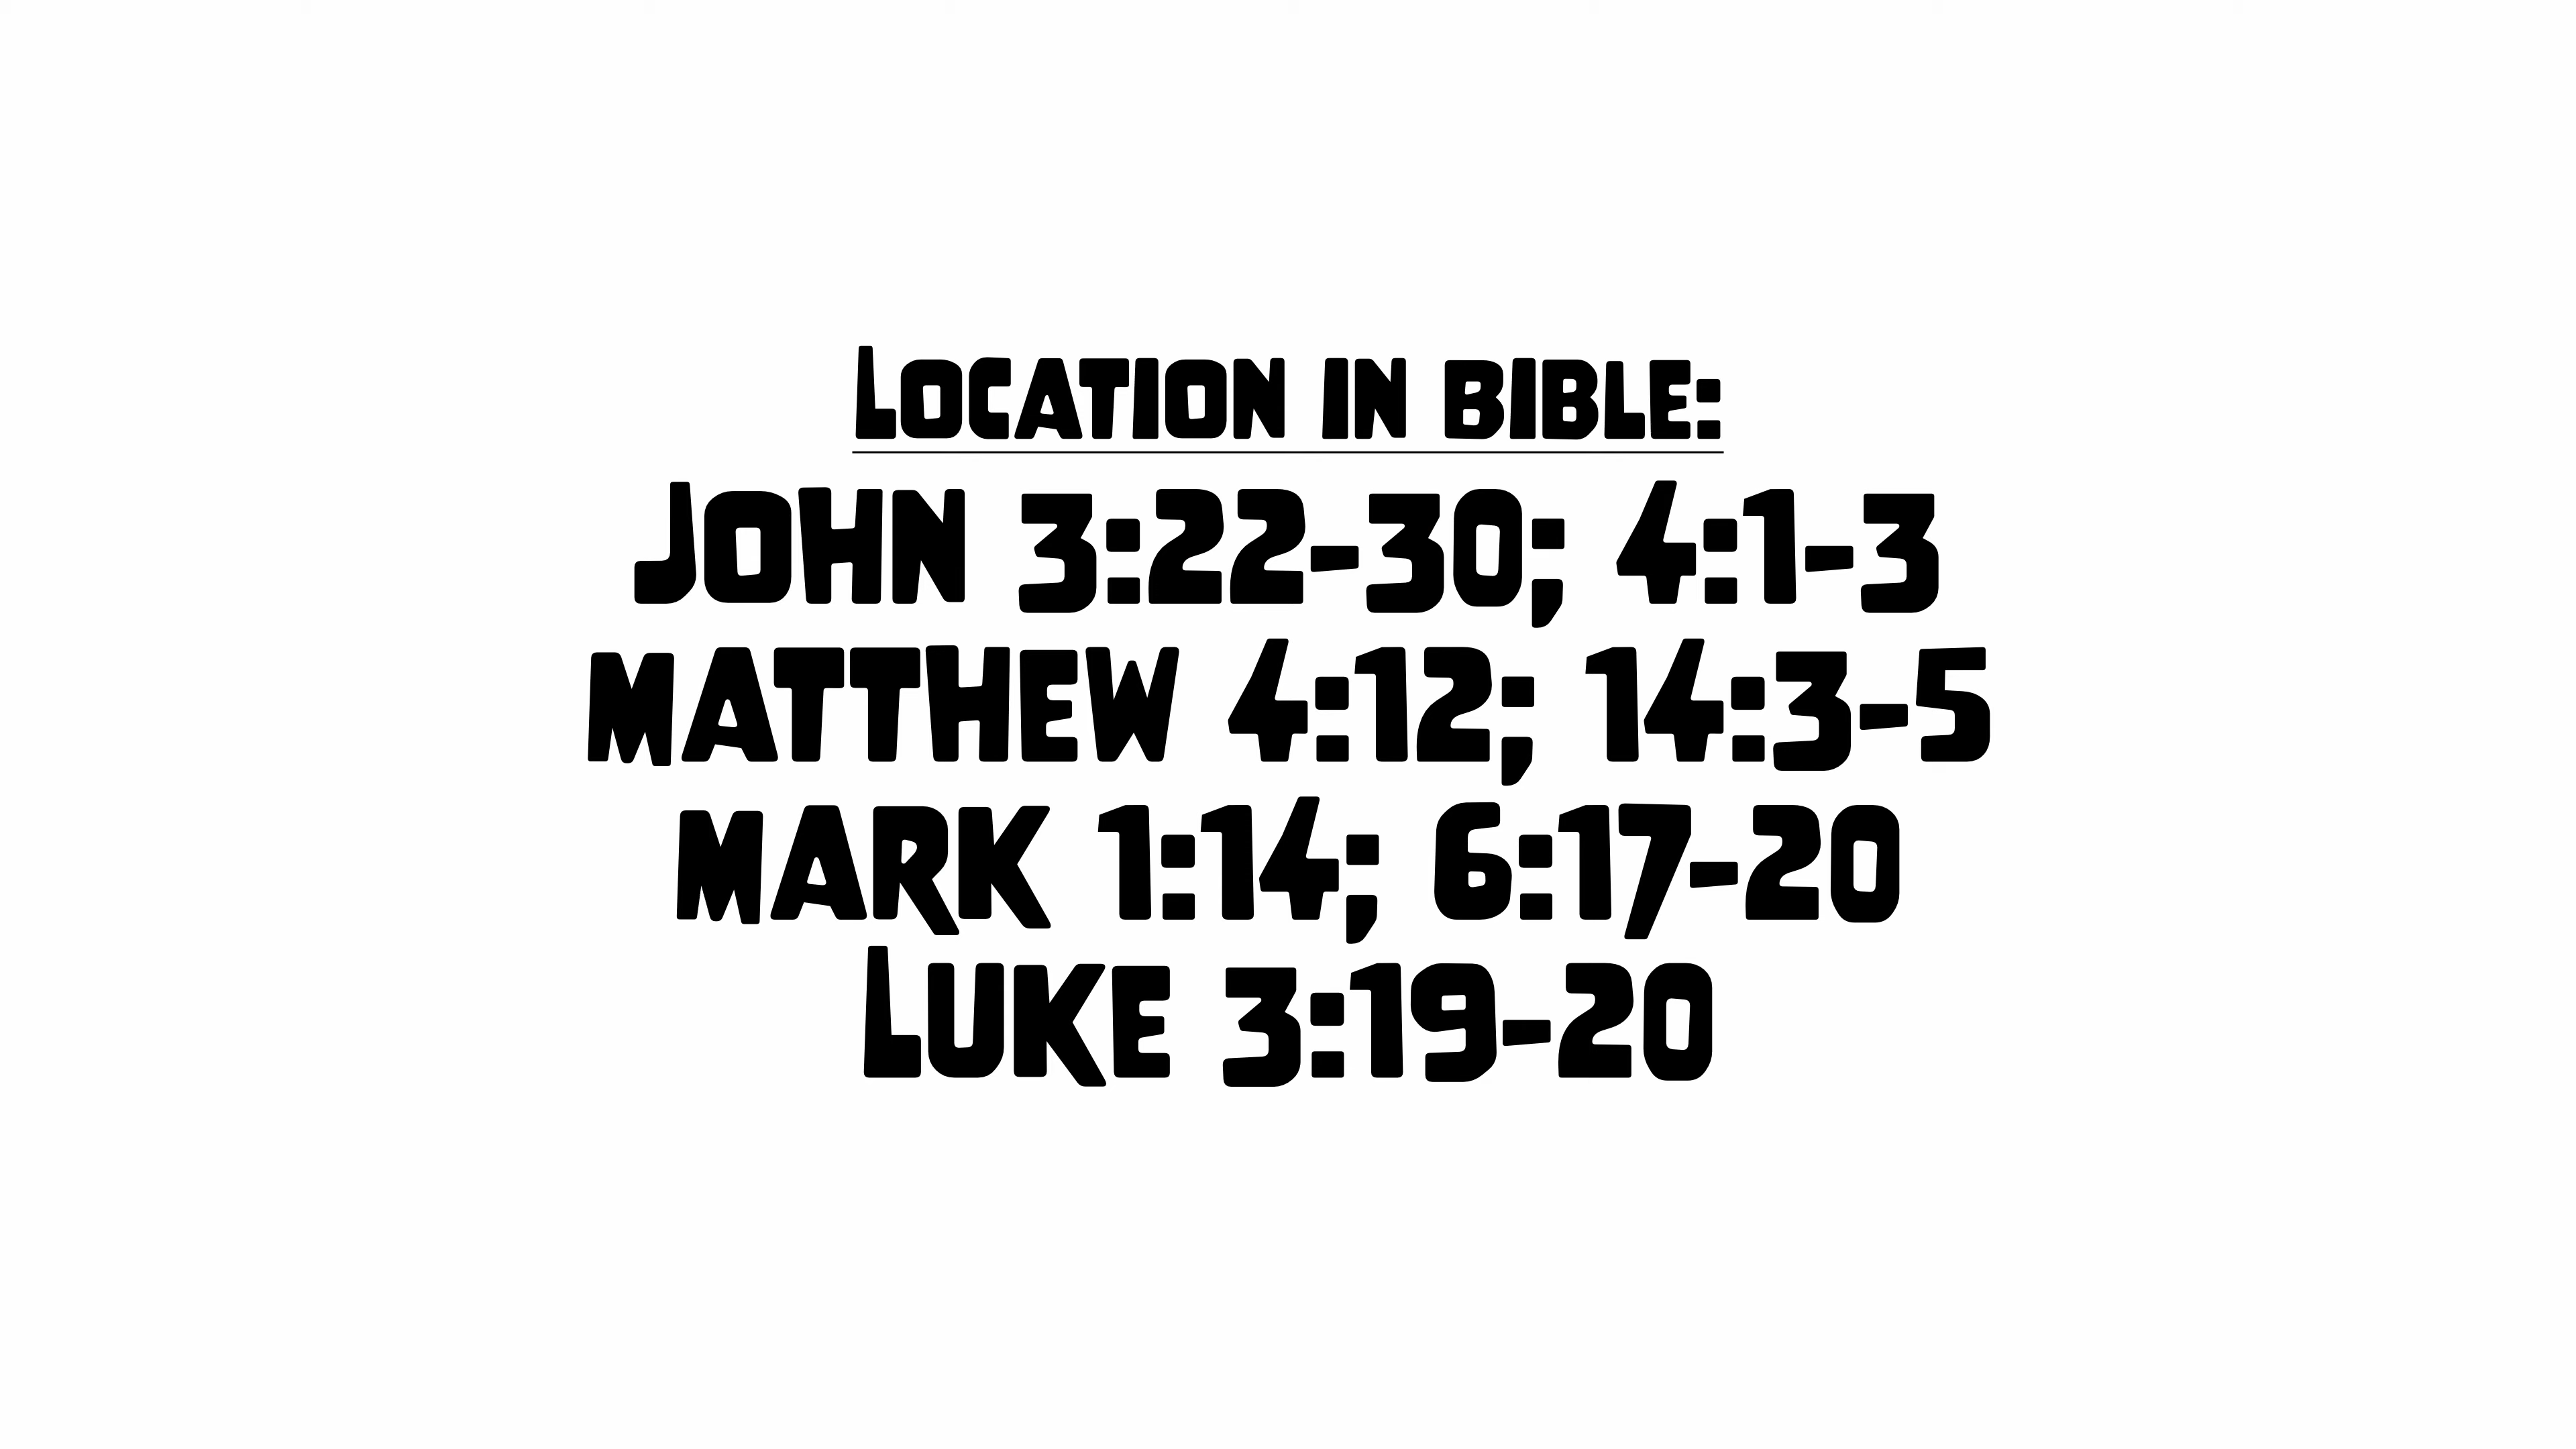 Location in Bible:
John 3:22-30; 4:1-3
Matthew 4:12; 14:3-5
Mark 1:14; 6:17-20
Luke 3:19-20